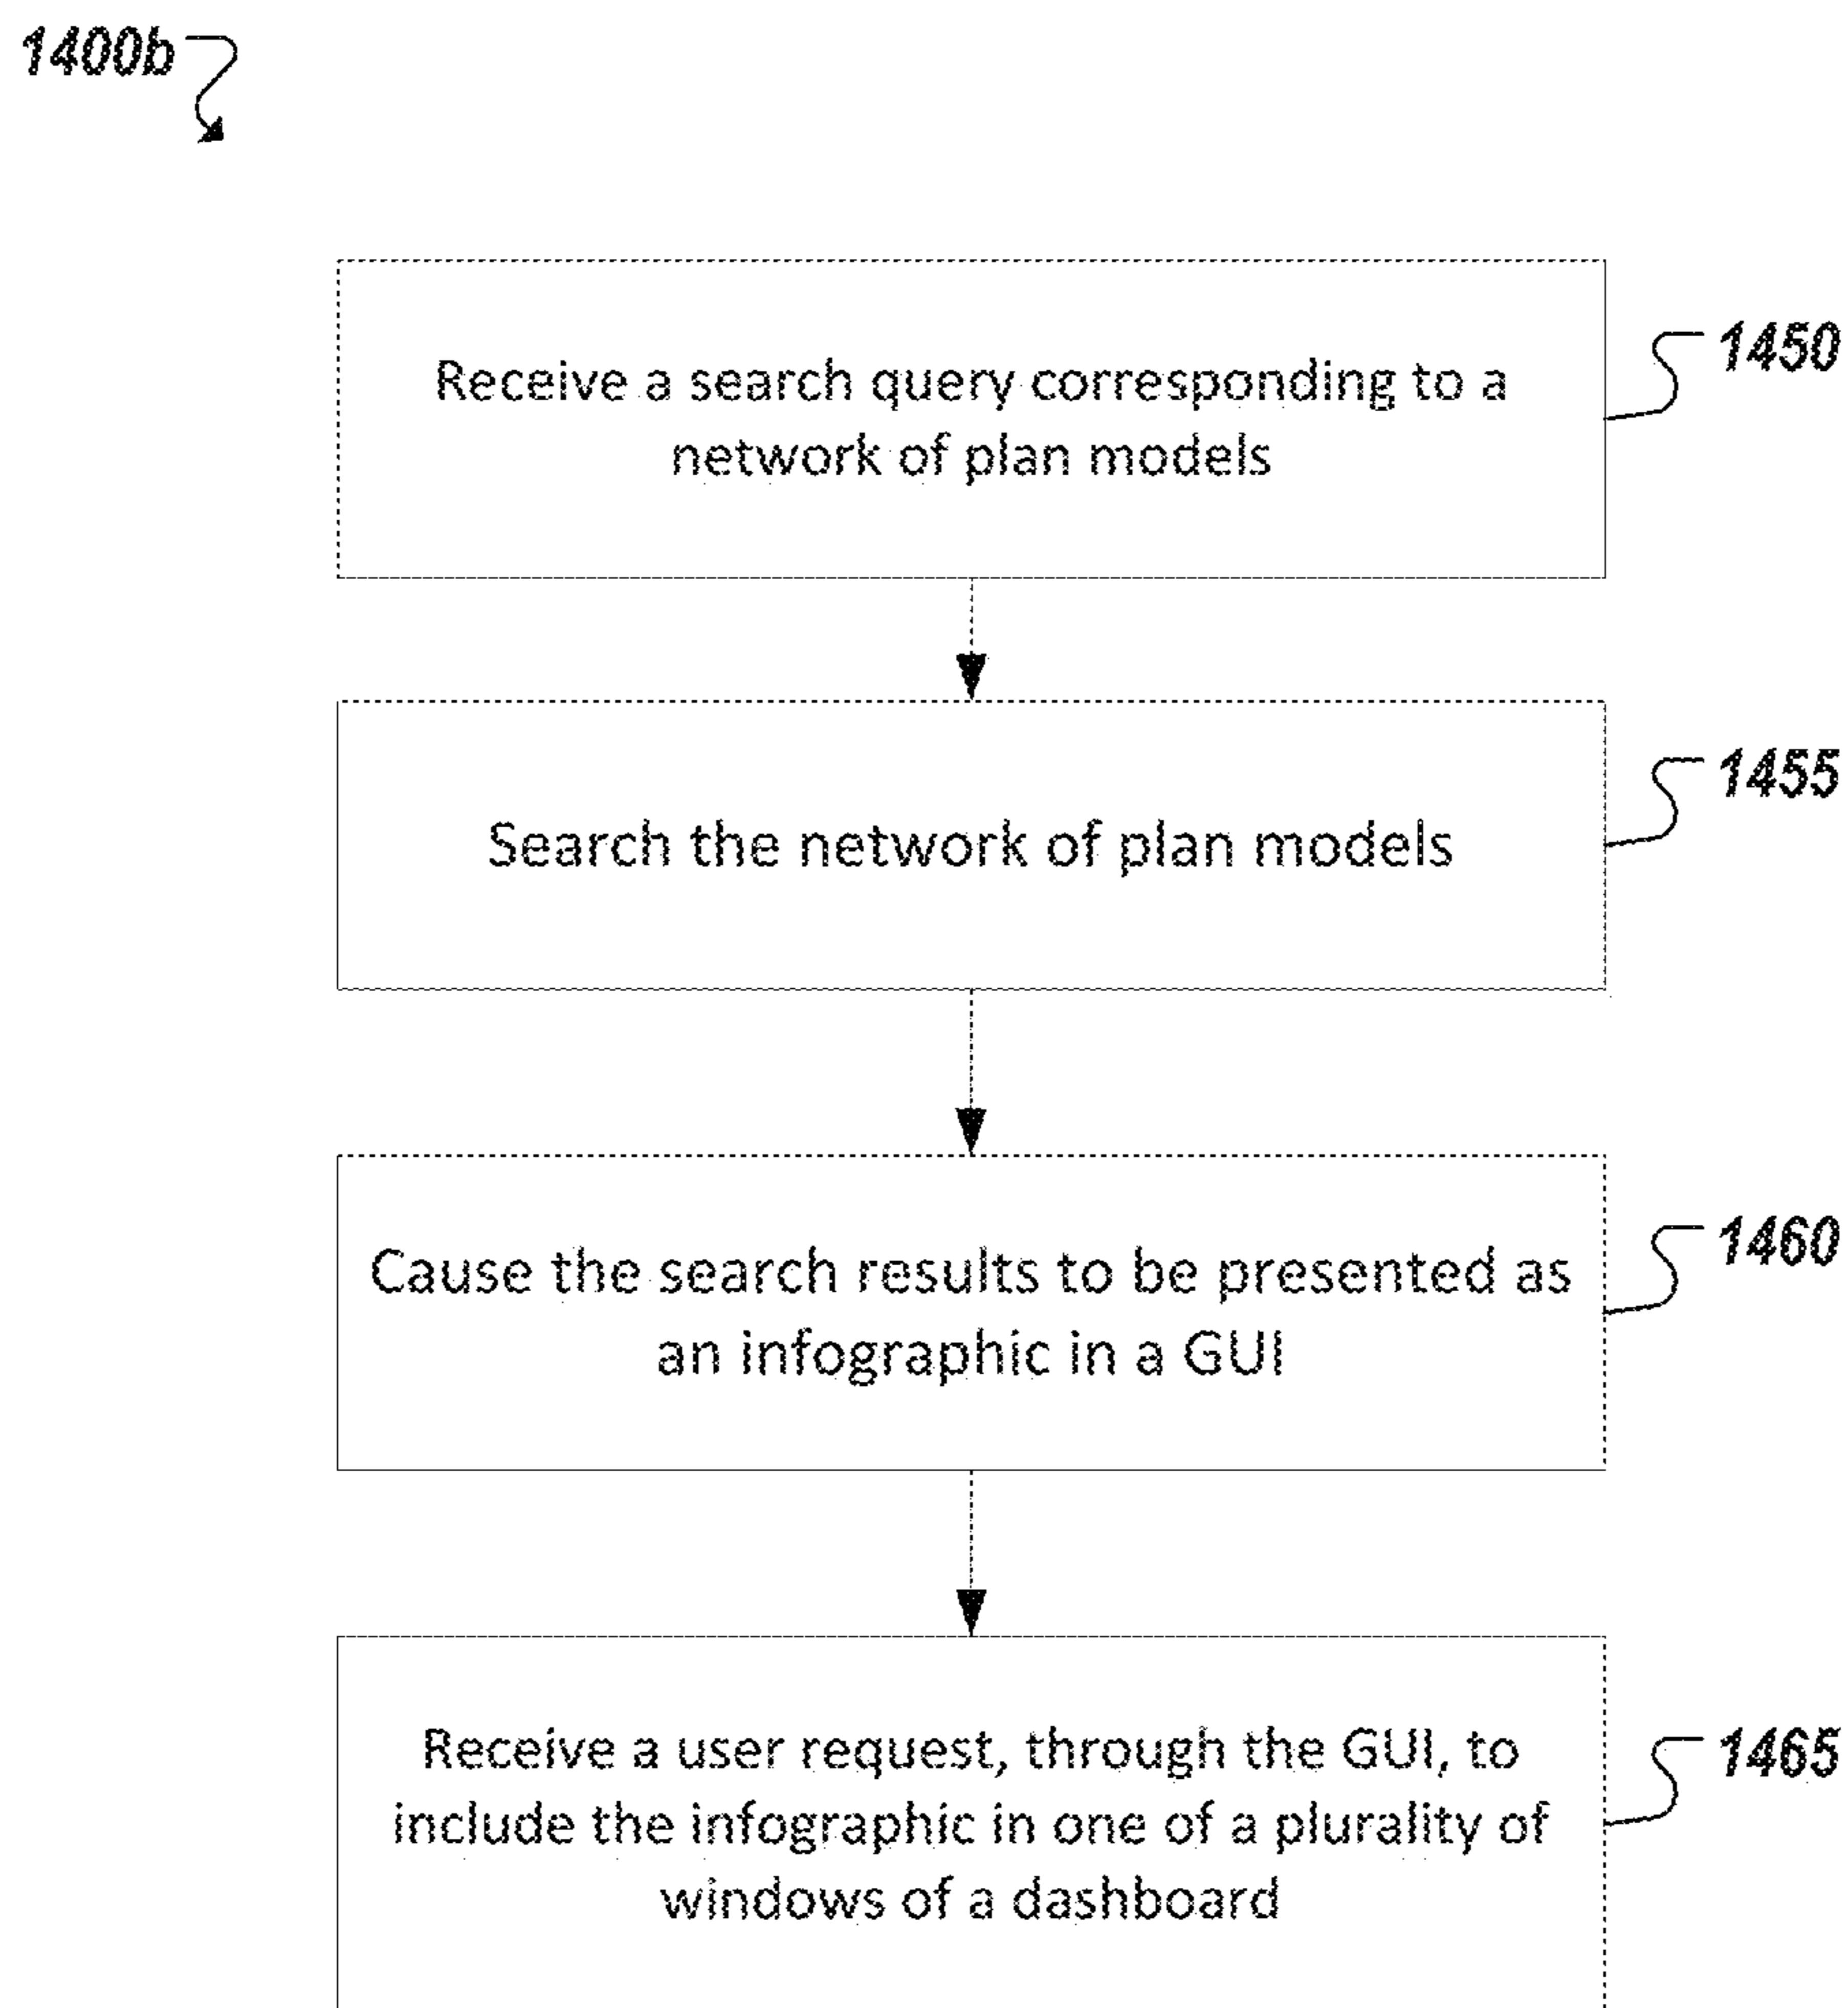 1400b
Receive a search query corresponding to a
network of plan models
1450
Search the network of plan models
1455
Cause the search results to be presented as
an infographic in a GUI
1460
Receive a user request, through the GUI, to
include the infographic in one of a plurality of
windows of a dashboard
1465